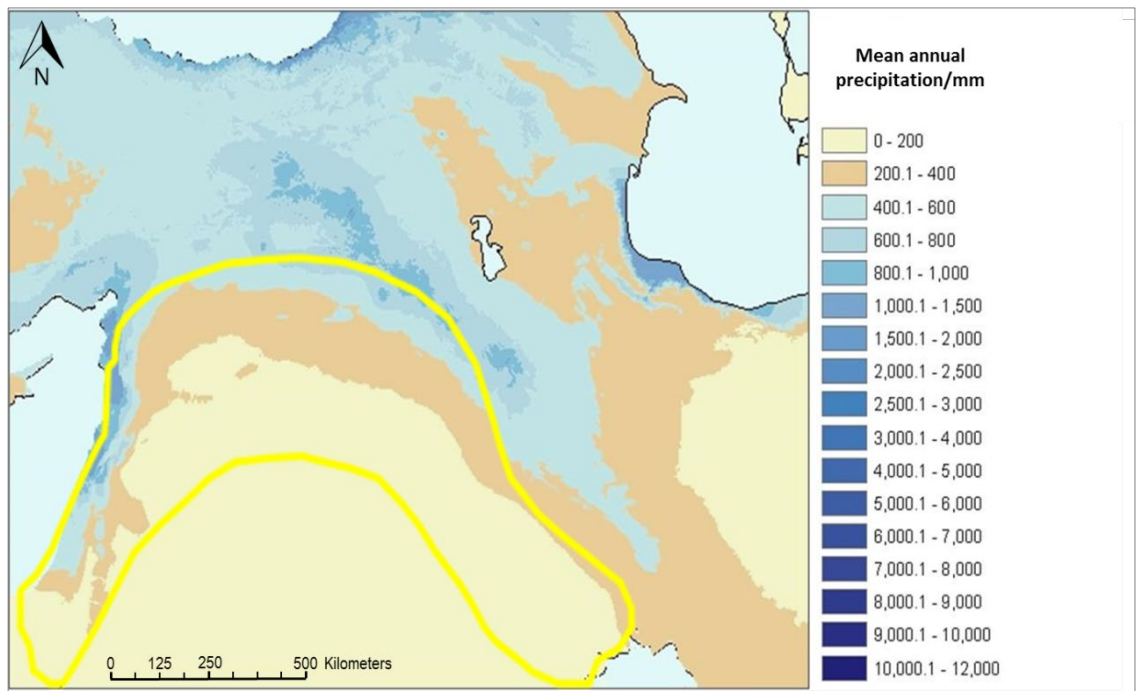 N
0 125 250 500 Kilometers
Mean annual
precipitation/mm
0 - 200
200.1 - 400
400.1 - 600
600.1 - 800
800.1 - 1,000
1,000.1 - 1,500
1,500.1 - 2,000
2,000.1 - 2,500
2,500.1 - 3,000
3,000.1 - 4,000
4,000.1 - 5,000
5,000.1 - 6,000
6,000.1 - 7,000
7,000.1 - 8,000
8,000.1 - 9,000
9,000.1 - 10,000
10,000.1 - 12,000